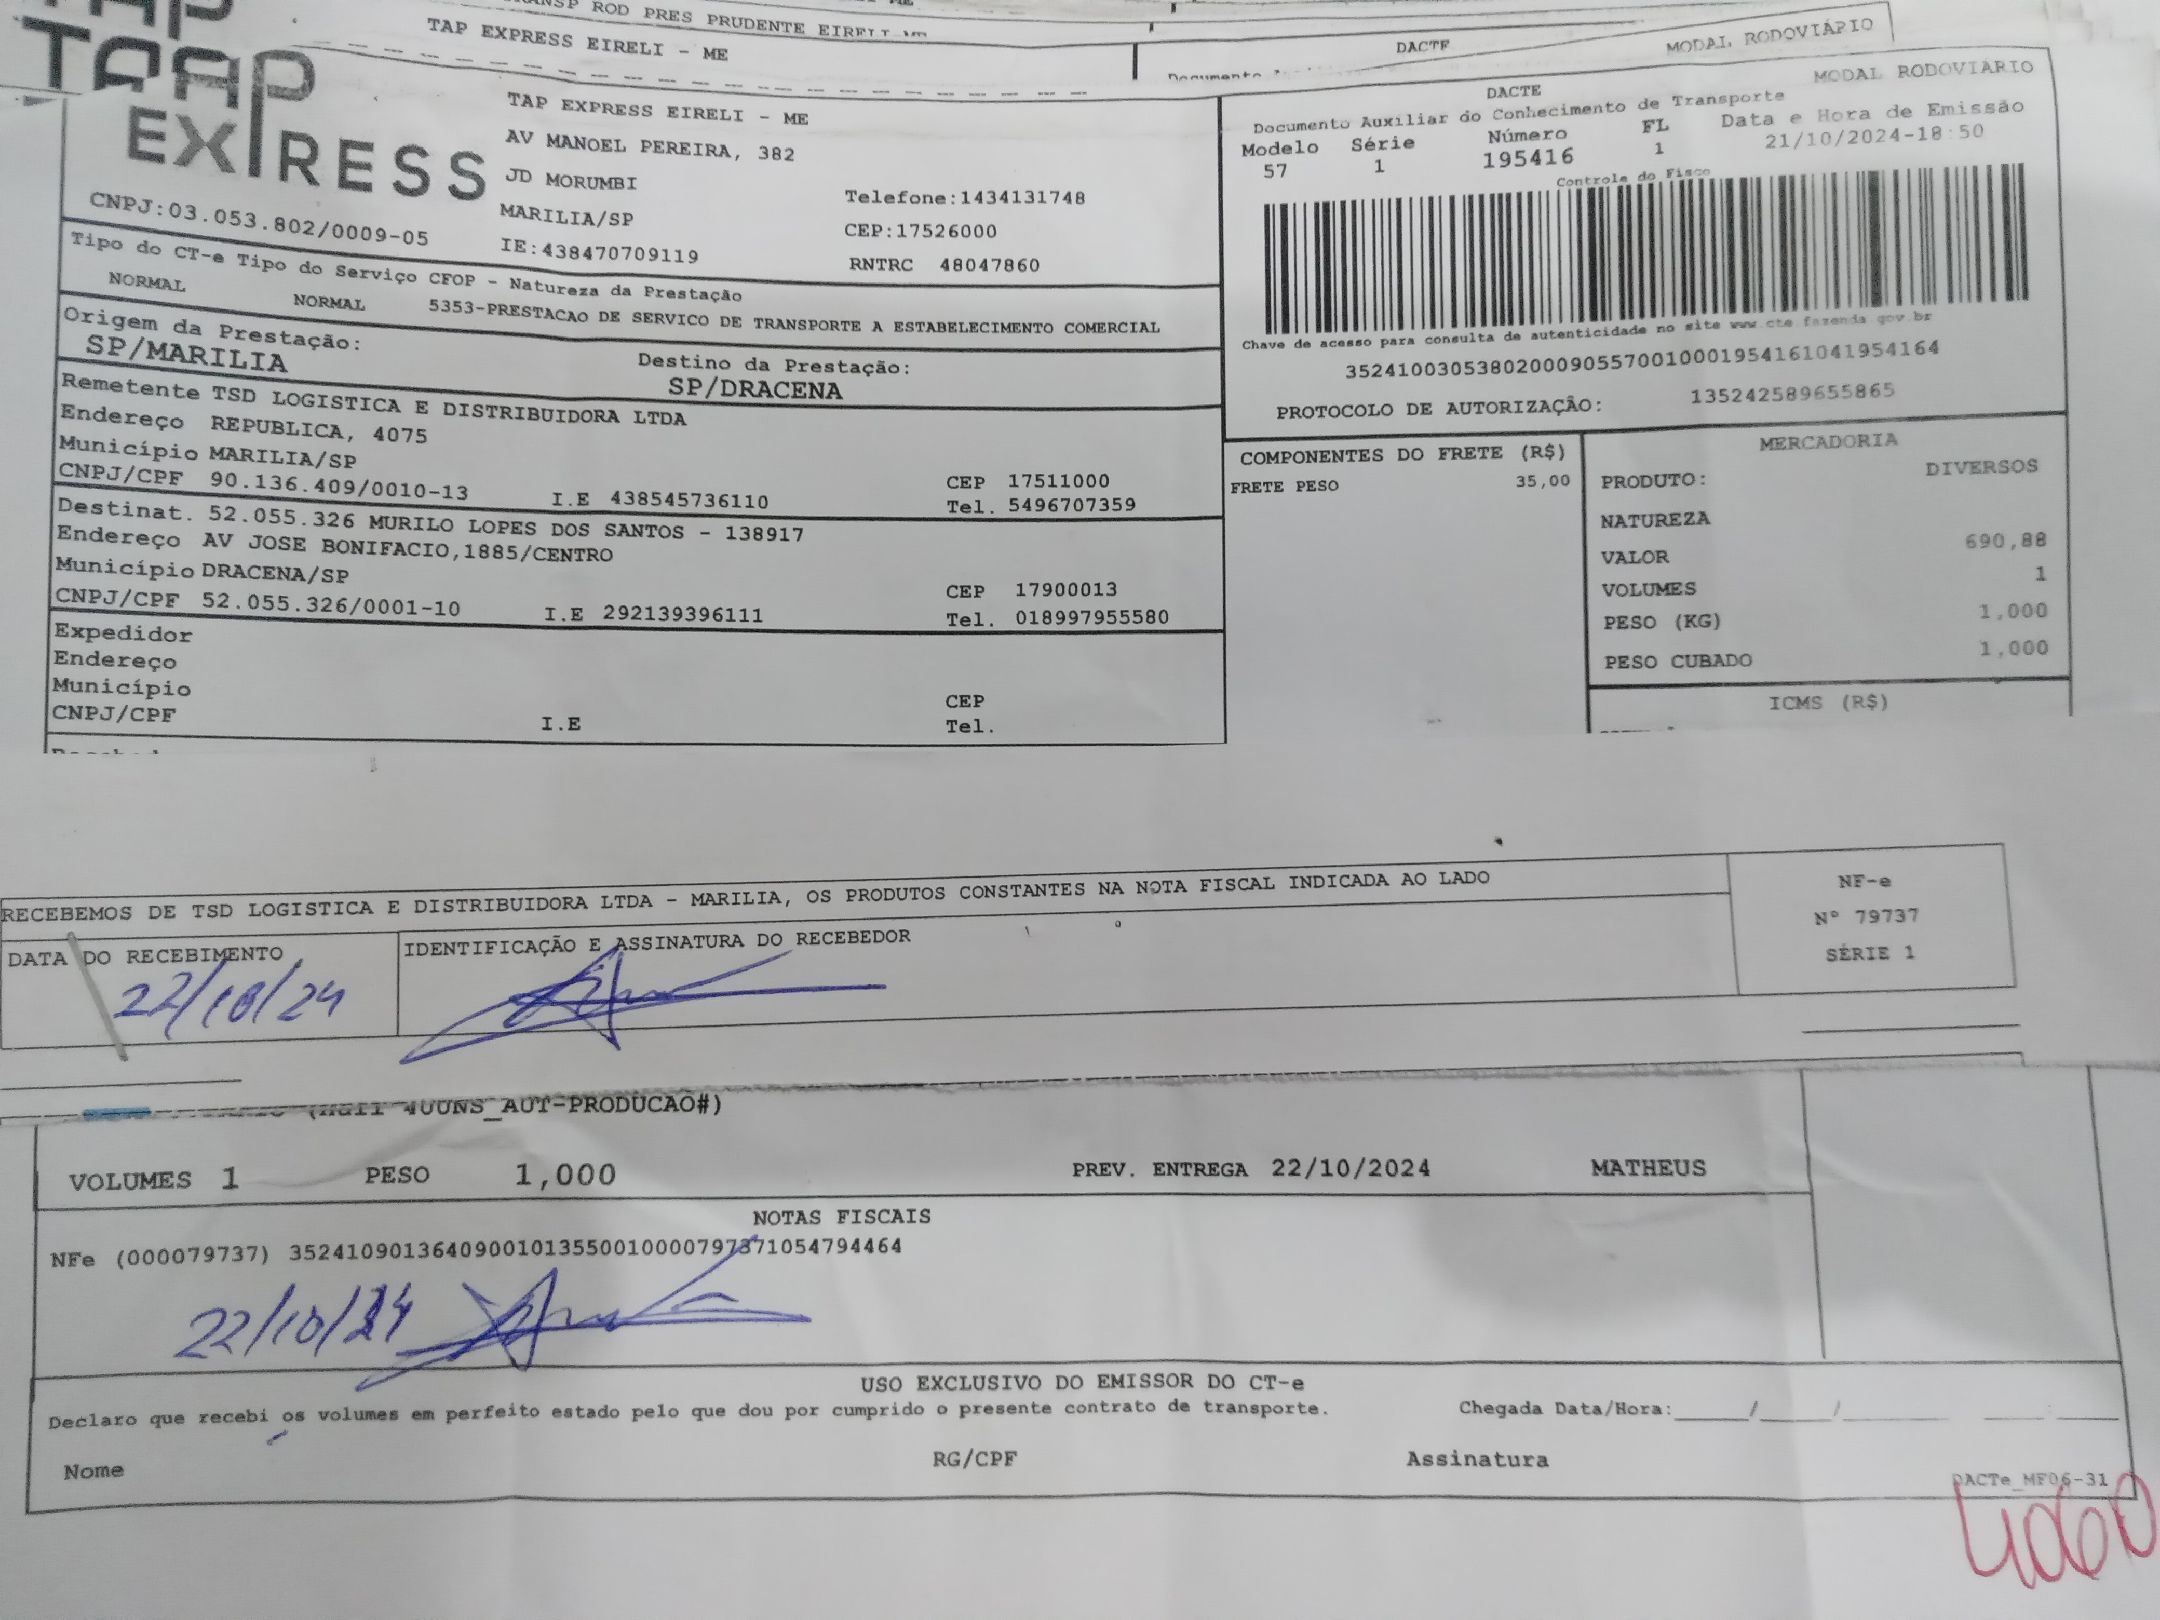 TAP
ROD PRES PRUDENTE EIRELI
TAP EXPRESS EIRELI - ME
DACTE
MODAL RODOVIÁRIO
TAAP
EXPRESS
CNPJ:03.053.802/0009-05
TAP EXPRESS EIRELI - ME
AV MANOEL PEREIRA, 382
JD MORUMBI
MARILIA/SP
IE:438470709119
Telefone:1434131748
CEP:17526000
RNTRC 48047860
DACTE
MODAL RODOVIÁRIO
Documento Auxiliar do Conhecimento de Transporte
Modelo Série Número FL Data e Hora de Emissão
57 1 195416 1 21/10/2024-18:50
Controle do Fisco
Chave de acesso para consulta de autenticidade no site www.cte.fazenda.gov.br
35241003053802000905570010001954161041954164
PROTOCOLO DE AUTORIZAÇÃO: 135242589655865
Tipo do CT-e Tipo do Serviço CFOP - Natureza da Prestação
NORMAL NORMAL 5353-PRESTACAO DE SERVICO DE TRANSPORTE A ESTABELECIMENTO COMERCIAL
Origem da Prestação:
SP/MARILIA
Destino da Prestação:
SP/DRACENA
Remetente TSD LOGISTICA E DISTRIBUIDORA LTDA
Endereço REPUBLICA, 4075
Município MARILIA/SP CEP 17511000
CNPJ/CPF 90.136.409/0010-13 I.E 438545736110 Tel. 5496707359
Destinat. 52.055.326 MURILO LOPES DOS SANTOS - 138917
Endereço AV JOSE BONIFACIO,1885/CENTRO
Município DRACENA/SP CEP 17900013
CNPJ/CPF 52.055.326/0001-10 I.E 292139396111 Tel. 018997955580
Expedidor
Endereço
Município CEP
CNPJ/CPF I.E Tel.
COMPONENTES DO FRETE (R$)
FRETE PESO 35,00
MERCADORIA
PRODUTO: DIVERSOS
NATUREZA
VALOR 690,88
VOLUMES 1
PESO (KG) 1,000
PESO CUBADO 1,000
ICMS (R$)
RECEBEMOS DE TSD LOGISTICA E DISTRIBUIDORA LTDA - MARILIA, OS PRODUTOS CONSTANTES NA NOTA FISCAL INDICADA AO LADO
DATA DO RECEBIMENTO
22/10/24
IDENTIFICAÇÃO E ASSINATURA DO RECEBEDOR
NF-e
Nº 79737
SÉRIE 1
400NS_AUT-PRODUCAO#)
VOLUMES 1 PESO 1,000 PREV. ENTREGA 22/10/2024 MATHEUS
NOTAS FISCAIS
NFe (000079737) 35241090136409001013550010000797371054794464
22/10/24
USO EXCLUSIVO DO EMISSOR DO CT-e
Declaro que recebi os volumes em perfeito estado pelo que dou por cumprido o presente contrato de transporte. Chegada Data/Hora:____/____/____
Nome RG/CPF Assinatura
DACTe_MF06-31